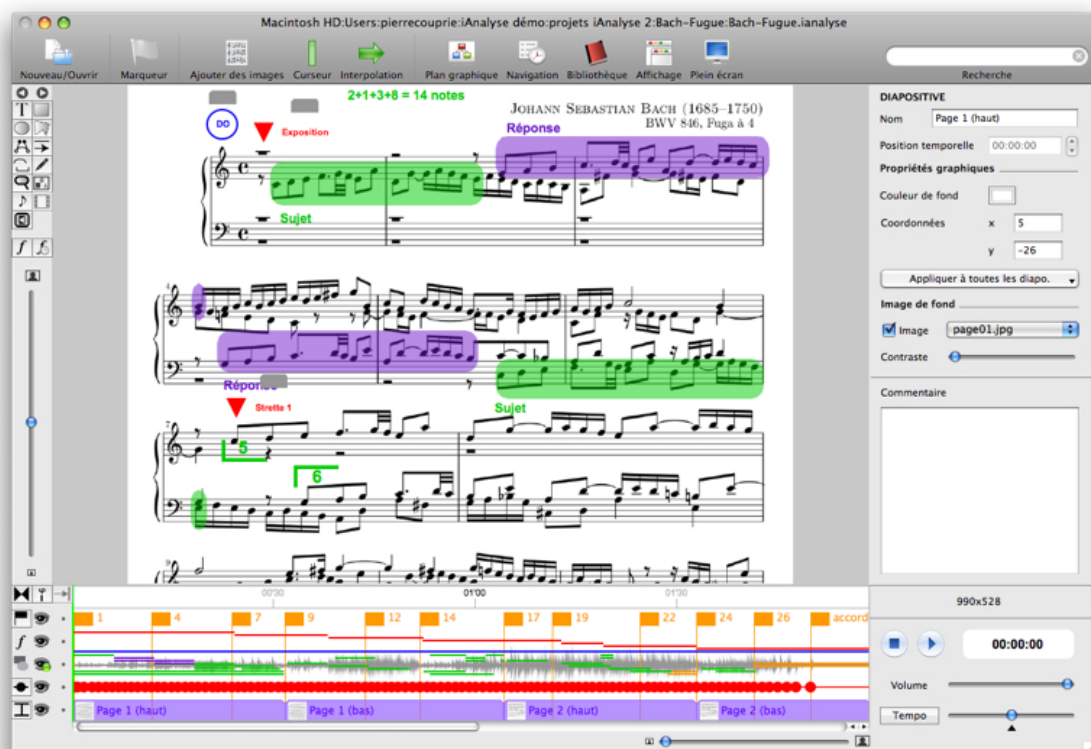 Macintosh HD:Users:pierrecouprie:iAnalyse démo:projets iAnalyse 2:Bach-Fugue:Bach-Fugue.ianalyse
Nouveau/Ouvrir Marqueur Ajouter des images Curseur Interpolation Plan graphique Navigation Bibliothèque Affichage Plein écran Recherche
2+1+3+8 = 14 notes
JOHANN SEBASTIAN BACH (1685–1750)
BWV 846, Fuga à 4
DO
Exposition
Réponse
Sujet
4
Réponse
Sujet
Strette 1
7
5
6
9
DIAPOSITIVE
Nom Page 1 (haut)
Position temporelle 00:00:00
Propriétés graphiques
Couleur de fond
Coordonnées x 5
y -26
Appliquer à toutes les diapo.
Image de fond
Image page01.jpg
Contraste
Commentaire
00:30 01:00 01:30
1 4 7 9 12 14 17 19 22 24 26 accord
Page 1 (haut) Page 1 (bas) Page 2 (haut) Page 2 (bas)
990x528
00:00:00
Volume
Tempo